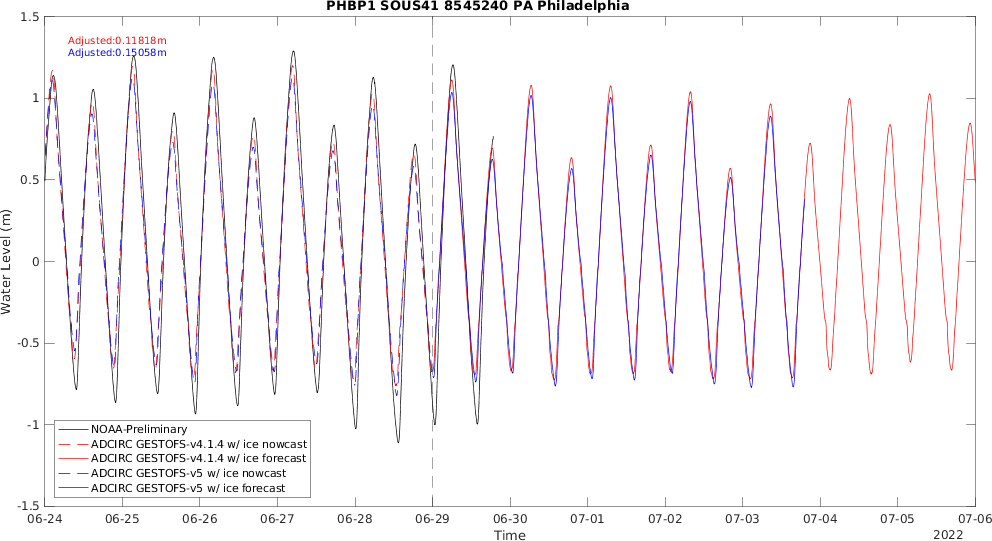 PHBP1 SOUS41 8545240 PA Philadelphia
Adjusted:0.11818m
Adjusted:0.15058m
Water Level (m)
1.5
1
0.5
0
-0.5
-1
-1.5
NOAA-Preliminary
ADCIRC GESTOFS-v4.1.4 w/ ice nowcast
ADCIRC GESTOFS-v4.1.4 w/ ice forecast
ADCIRC GESTOFS-v5 w/ ice nowcast
ADCIRC GESTOFS-v5 w/ ice forecast
06-24 06-25 06-26 06-27 06-28 06-29 06-30 07-01 07-02 07-03 07-04 07-05 07-06
Time
2022